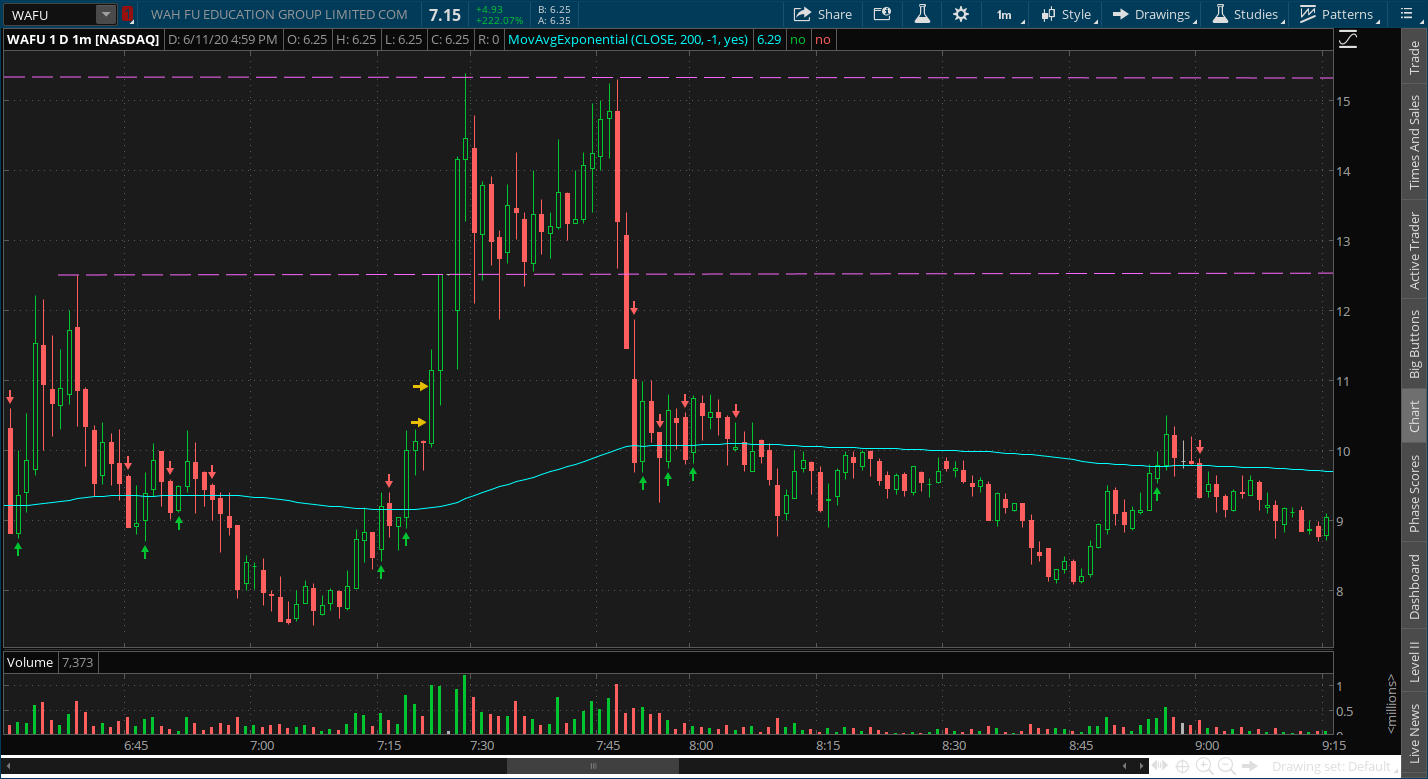 WAFU WAH FU EDUCATION GROUP LIMITED COM 7.15 +4.93 B: 6.25 Share 1m Style Drawings Studies Patterns
+222.07% A: 6.35
WAFU 1 D 1m [NASDAQ] D: 6/11/20 4:59 PM O: 6.25 H: 6.25 L: 6.25 C: 6.25 R: 0 MovAvgExponential (CLOSE, 200, -1, yes) 6.29 no no
15
14
13
12
11
10
9
8
Volume 7,373
1
0.5
0
<millions>
6:45 7:00 7:15 7:30 7:45 8:00 8:15 8:30 8:45 9:00 9:15
Drawing set: Default
Trade
Times And Sales
Active Trader
Big Buttons
Chart
Phase Scores
Dashboard
Level II
Live News